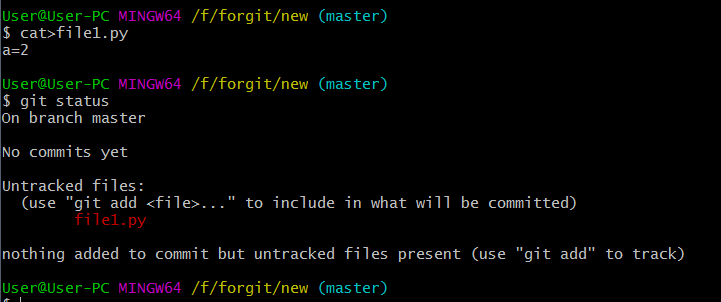 User@User-PC MINGW64 /f/forgit/new (master)
$ cat>file1.py
a=2
User@User-PC MINGW64 /f/forgit/new (master)
$ git status
On branch master
No commits yet
Untracked files:
(use "git add <file>..." to include in what will be committed)
file1.py
nothing added to commit but untracked files present (use "git add" to track)
User@User-PC MINGW64 /f/forgit/new (master)
$